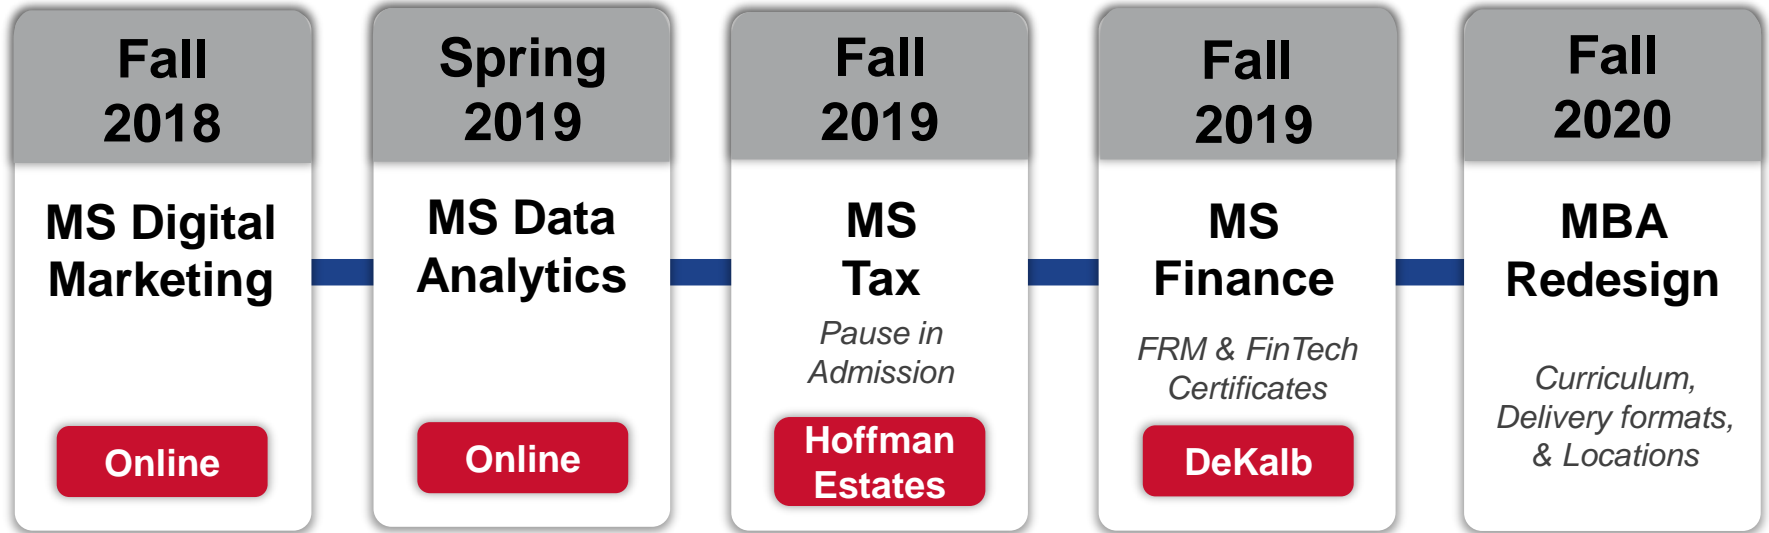 Fall
2018
MS Digital
Marketing
Online
Spring
2019
MS Data
Analytics
Online
Fall
2019
MS
Tax
Pause in
Admission
Hoffman
Estates
Fall
2019
MS
Finance
FRM & FinTech
Certificates
DeKalb
Fall
2020
MBA
Redesign
Curriculum,
Delivery formats,
& Locations